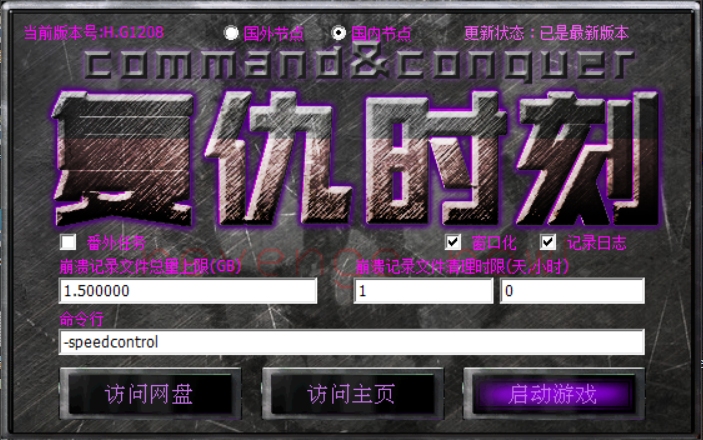 当前版本号:H.G1208 国外节点 国内节点 更新状态：已是最新版本
command&conquer
复仇时刻
番外任务 窗口化 记录日志
崩溃记录文件总量上限(GB) 崩溃记录文件清理时限(天,小时)
1.500000 1 0
命令行
-speedcontrol
访问网盘 访问主页 启动游戏